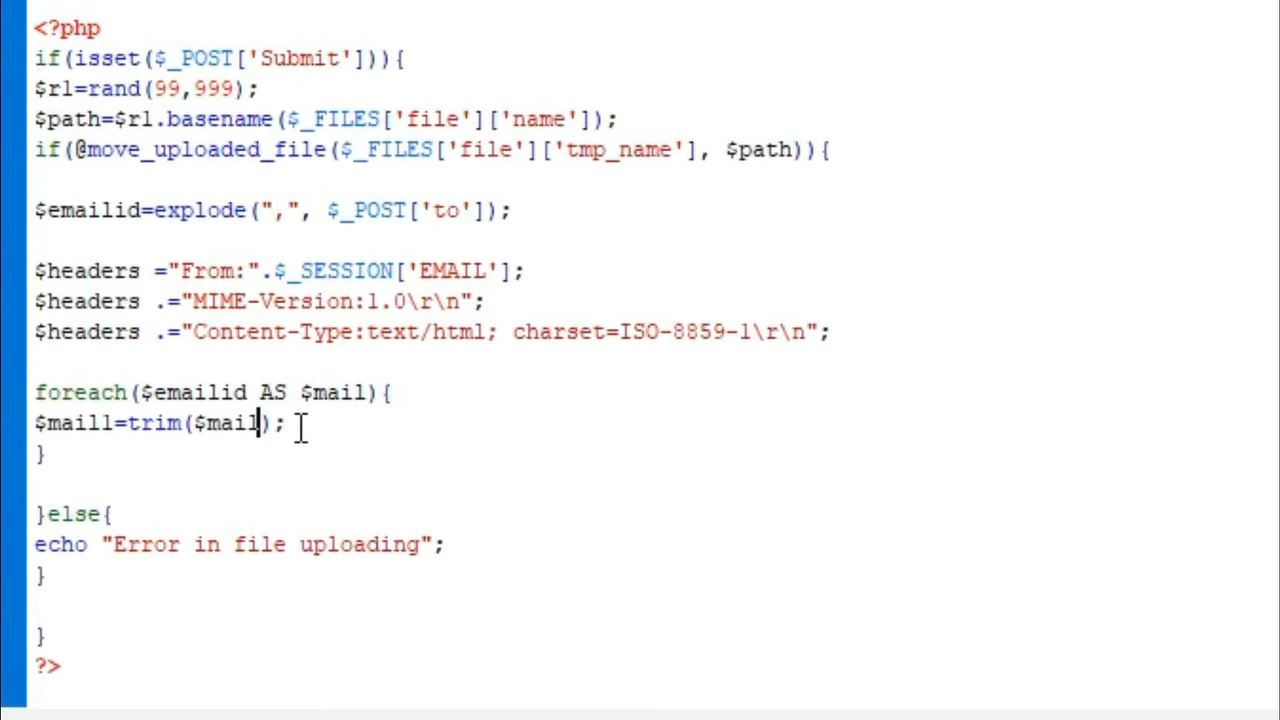 <?php
if(isset($_POST['Submit'])){
$r1=rand(99,999);
$path=$r1.basename($_FILES['file']['name']);
if(@move_uploaded_file($_FILES['file']['tmp_name'], $path)){
$emailid=explode(",", $_POST['to']);
$headers ="From:".$_SESSION['EMAIL'];
$headers .="MIME-Version:1.0\r\n";
$headers .="Content-Type:text/html; charset=ISO-8859-1\r\n";
foreach($emailid AS $mail){
$mail1=trim($mail);
}
}else{
echo "Error in file uploading";
}
}
?>